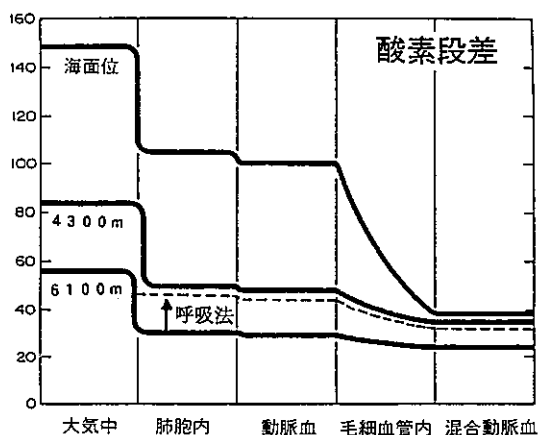 酸素段差
160
140
120
100
80
60
40
20
0
海面位
4300m
6100m
呼吸法
大気中
肺胞内
動脈血
毛細血管内
混合動脈血